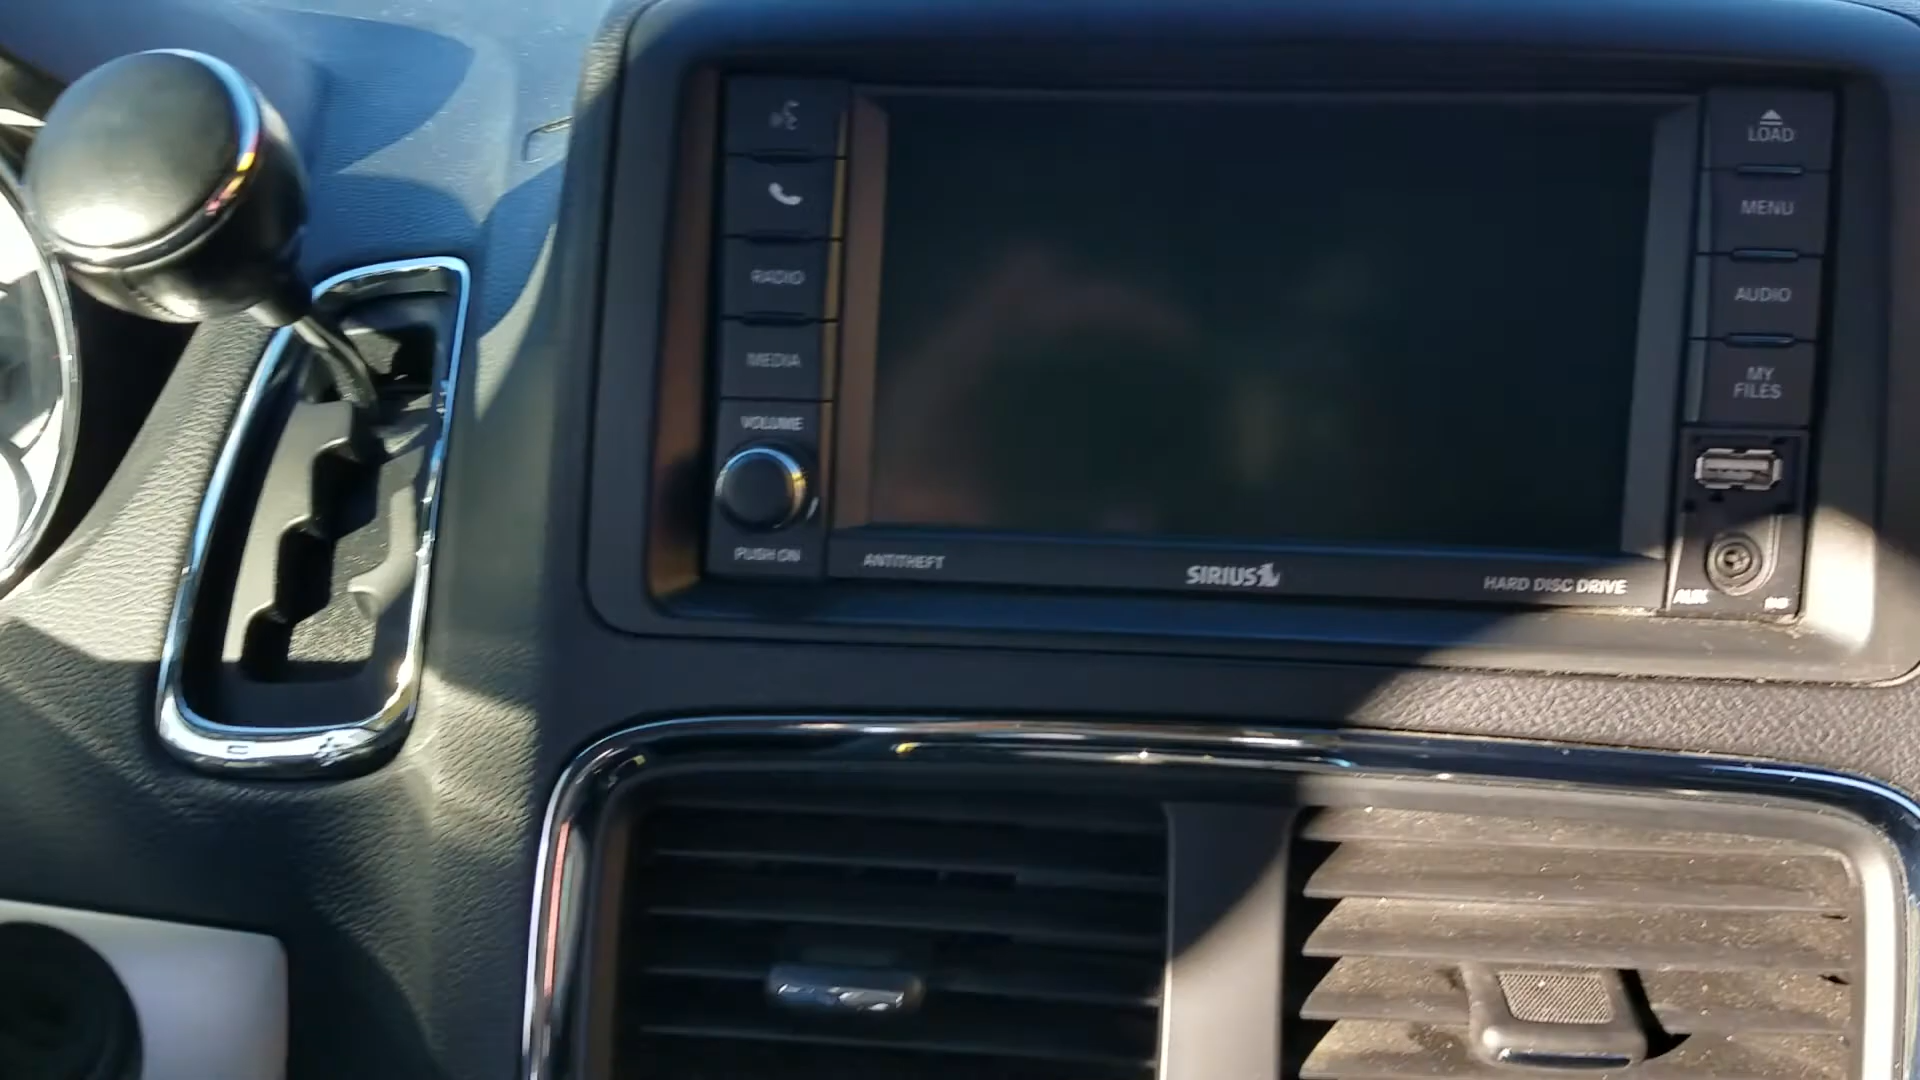 LOAD
MENU
RADIO
AUDIO
MEDIA
MY
FILES
VOLUME
PUSH ON
ANTITHEFT
SIRIUS
HARD DISC DRIVE
AUX